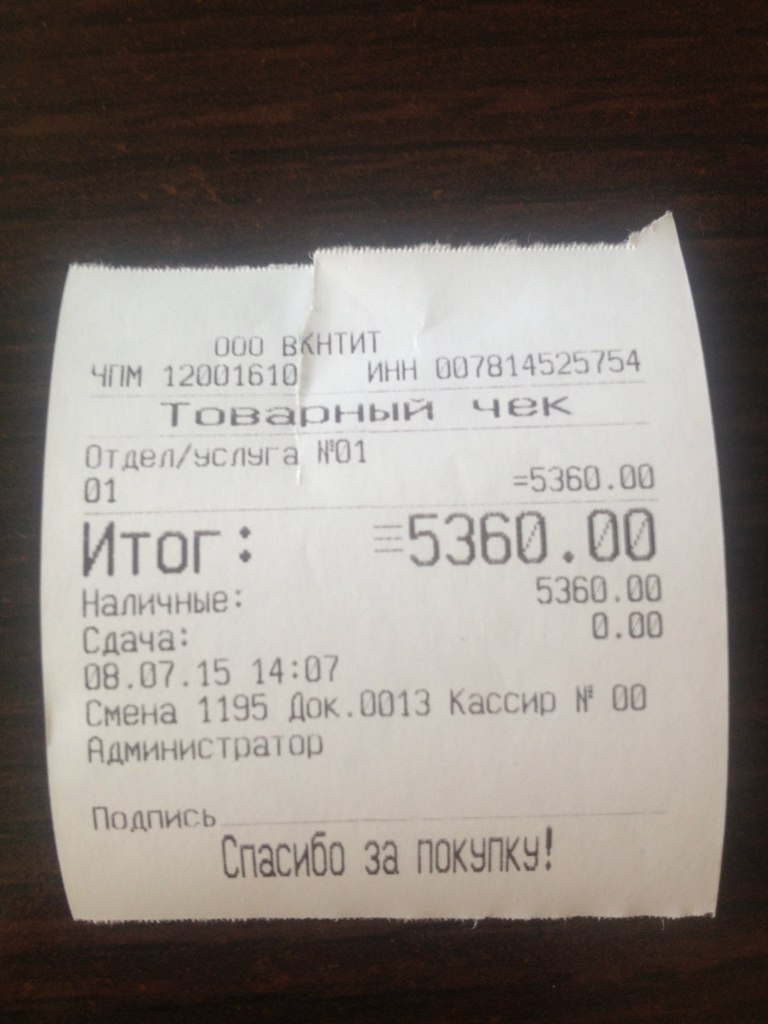 ООО ВКНТИТ
ЧПМ 12001610 ИНН 007814525754
Товарный чек
Отдел/услуга №01
01 =5360.00
Итог: =5360.00
Наличные: 5360.00
Сдача: 0.00
08.07.15 14:07
Смена 1195 Док.0013 Кассир № 00
Администратор
Подпись
Спасибо за покупку!